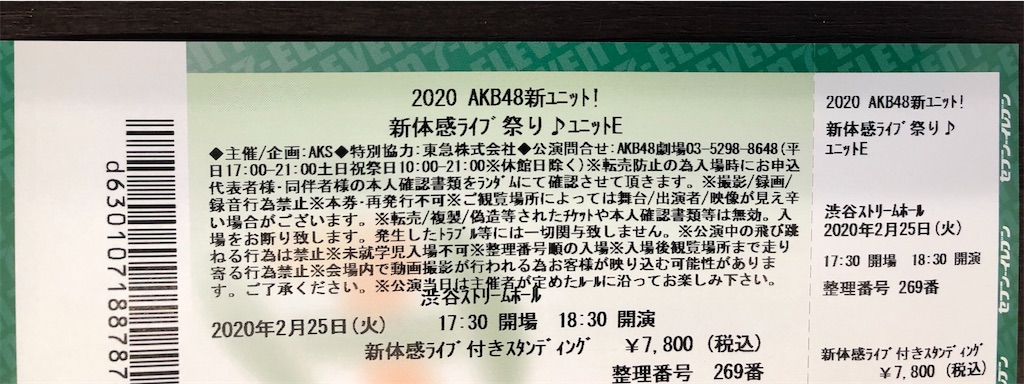 7-ELEVEN
2020 AKB48新ユニット!
新体感ライブ祭り♪ユニットE
◆主催/企画:AKS◆特別協力:東急株式会社◆公演問合せ:AKB48劇場03-5298-8648(平
日17:00-21:00土日祝祭日10:00-21:00※休館日除く)※転売防止の為入場時にお申込
代表者様・同伴者様の本人確認書類をランダムにて確認させて頂きます。※撮影/録画/
録音行為禁止※本券・再発行不可※ご観覧場所によっては舞台/出演者/映像が見え辛
い場合がございます。※転売/複製/偽造等されたチケットや本人確認書類等は無効。入
場をお断り致します。発生したトラブル等には一切関与致しません。※公演中の飛び跳
ねる行為は禁止※未就学児入場不可※整理番号順の入場※入場後観覧場所まで走り
寄る行為禁止※会場内で動画撮影が行われる為お客様が映り込む可能性がありま
す。ご了承ください。※公演当日は主催者が定めたルールに沿ってお楽しみ下さい。
渋谷ストリームホール
2020年2月25日(火) 17:30 開場 18:30 開演
新体感ライブ付きスタンディング ¥7,800 (税込)
整理番号 269番
d63010718878
2020 AKB48新ユニット!
新体感ライブ祭り♪
ユニットE
渋谷ストリームホール
2020年2月25日(火)
17:30 開場 18:30 開演
整理番号 269番
新体感ライブ付きスタンディング
¥7,800 (税込)
セブン-イレブン
セブン-イレブン